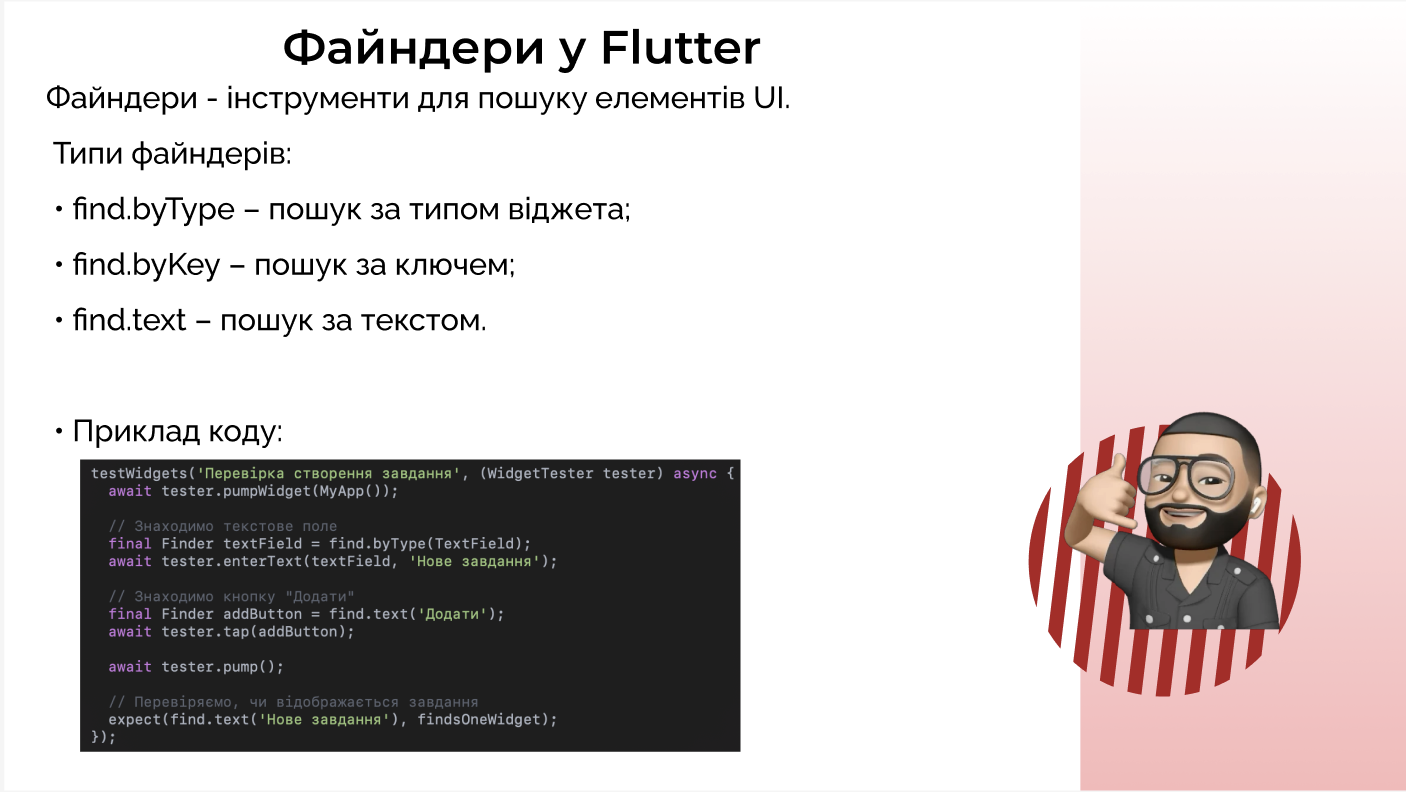 Файндери у Flutter
Файндери - інструменти для пошуку елементів UI.
Типи файндерів:
• find.byType – пошук за типом віджета;
• find.byKey – пошук за ключем;
• find.text – пошук за текстом.
• Приклад коду:
testWidgets('Перевірка створення завдання', (WidgetTester tester) async {
  await tester.pumpWidget(MyApp());
  // Знаходимо текстове поле
  final Finder textField = find.byType(TextField);
  await tester.enterText(textField, 'Нове завдання');
  // Знаходимо кнопку "Додати"
  final Finder addButton = find.text('Додати');
  await tester.tap(addButton);
  await tester.pump();
  // Перевіряємо, чи відображається завдання
  expect(find.text('Нове завдання'), findsOneWidget);
});